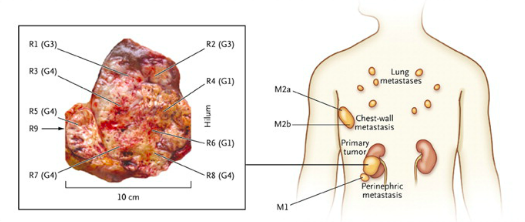 R1 (G3)
R2 (G3)
R3 (G4)
R4 (G1)
R5 (G4)
R9
Hilum
R6 (G1)
R7 (G4)
R8 (G4)
10 cm
Lung
metastases
M2a
M2b
Chest-wall
metastasis
Primary
tumor
Perinephric
metastasis
M1